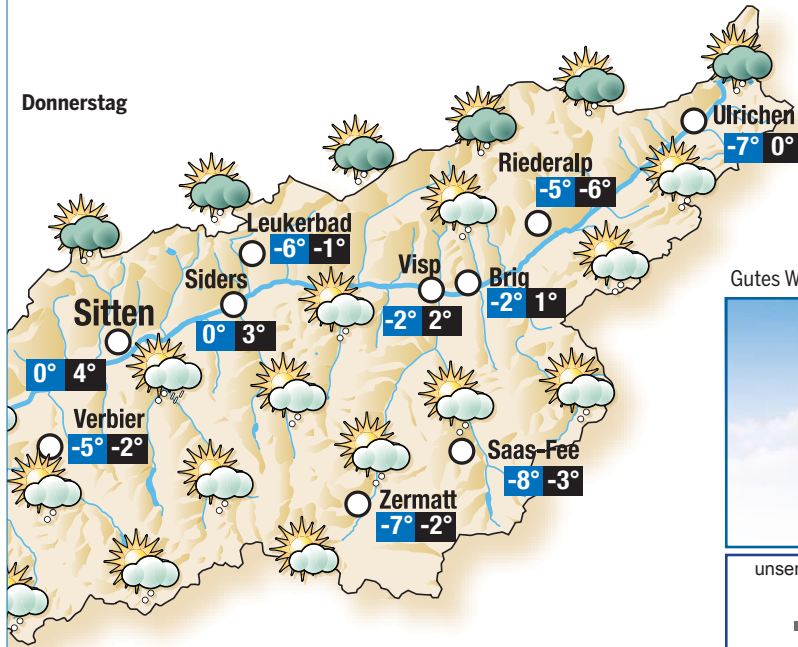 Donnerstag
Ulrichen
-7° 0°
Riederalp
-5° -6°
Leukerbad
-6° -1°
Visp
-2° 2°
Brig
-2° 1°
Siders
0° 3°
Sitten
0° 4°
Gutes W
Verbier
-5° -2°
Saas-Fee
-8° -3°
Zermatt
-7° -2°
unser